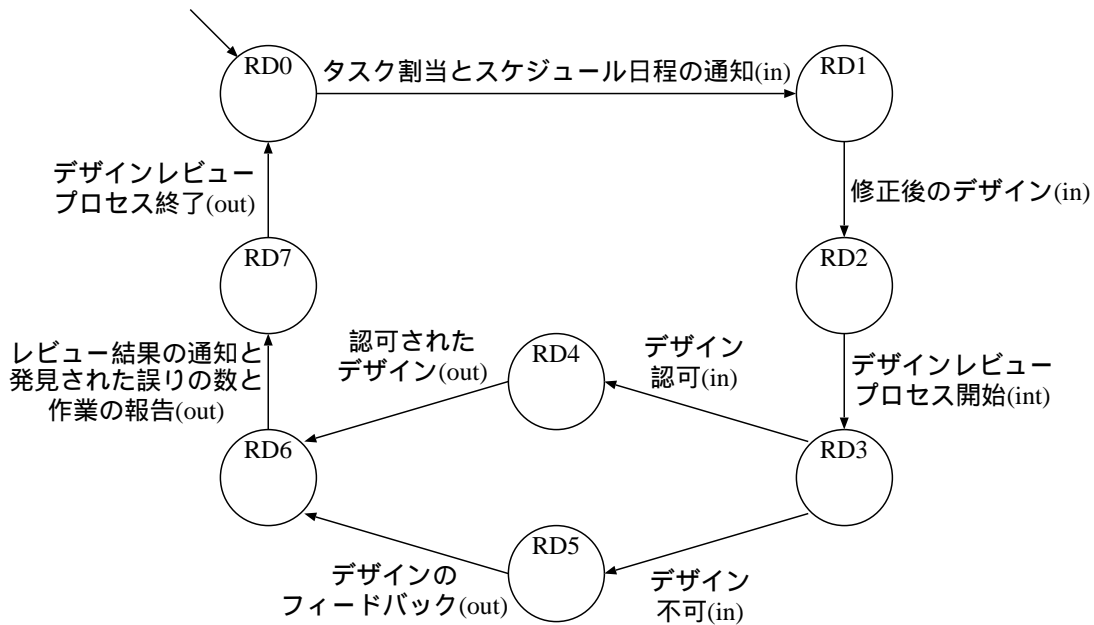 RD0
タスク割当とスケジュール日程の通知(in)
RD1
デザインレビュー
プロセス終了(out)
修正後のデザイン(in)
RD7
RD2
レビュー結果の通知と
発見された誤りの数と
作業の報告(out)
認可された
デザイン(out)
RD4
デザイン
認可(in)
デザインレビュー
プロセス開始(int)
RD6
RD3
デザインの
フィードバック(out)
RD5
デザイン
不可(in)